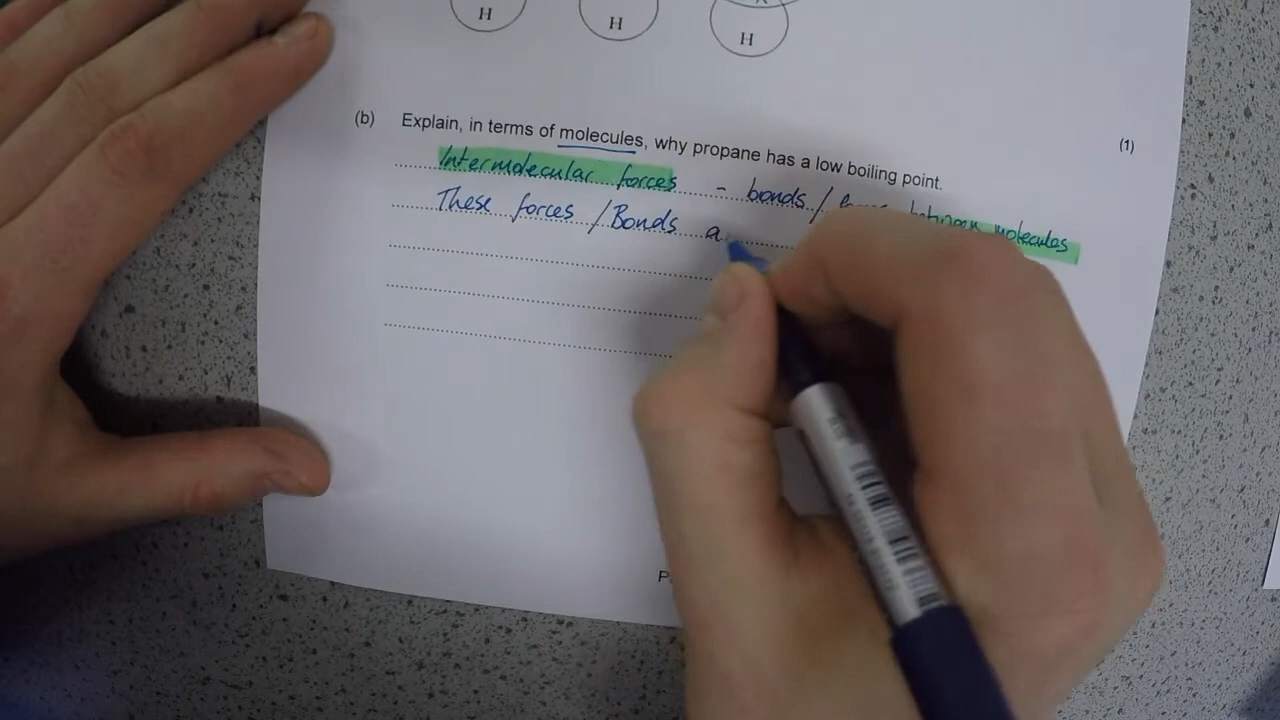 H H H
(1)
(b) Explain, in terms of molecules, why propane has a low boiling point.
Intermolecular forces - bonds / between molecules
These forces / Bonds a
P